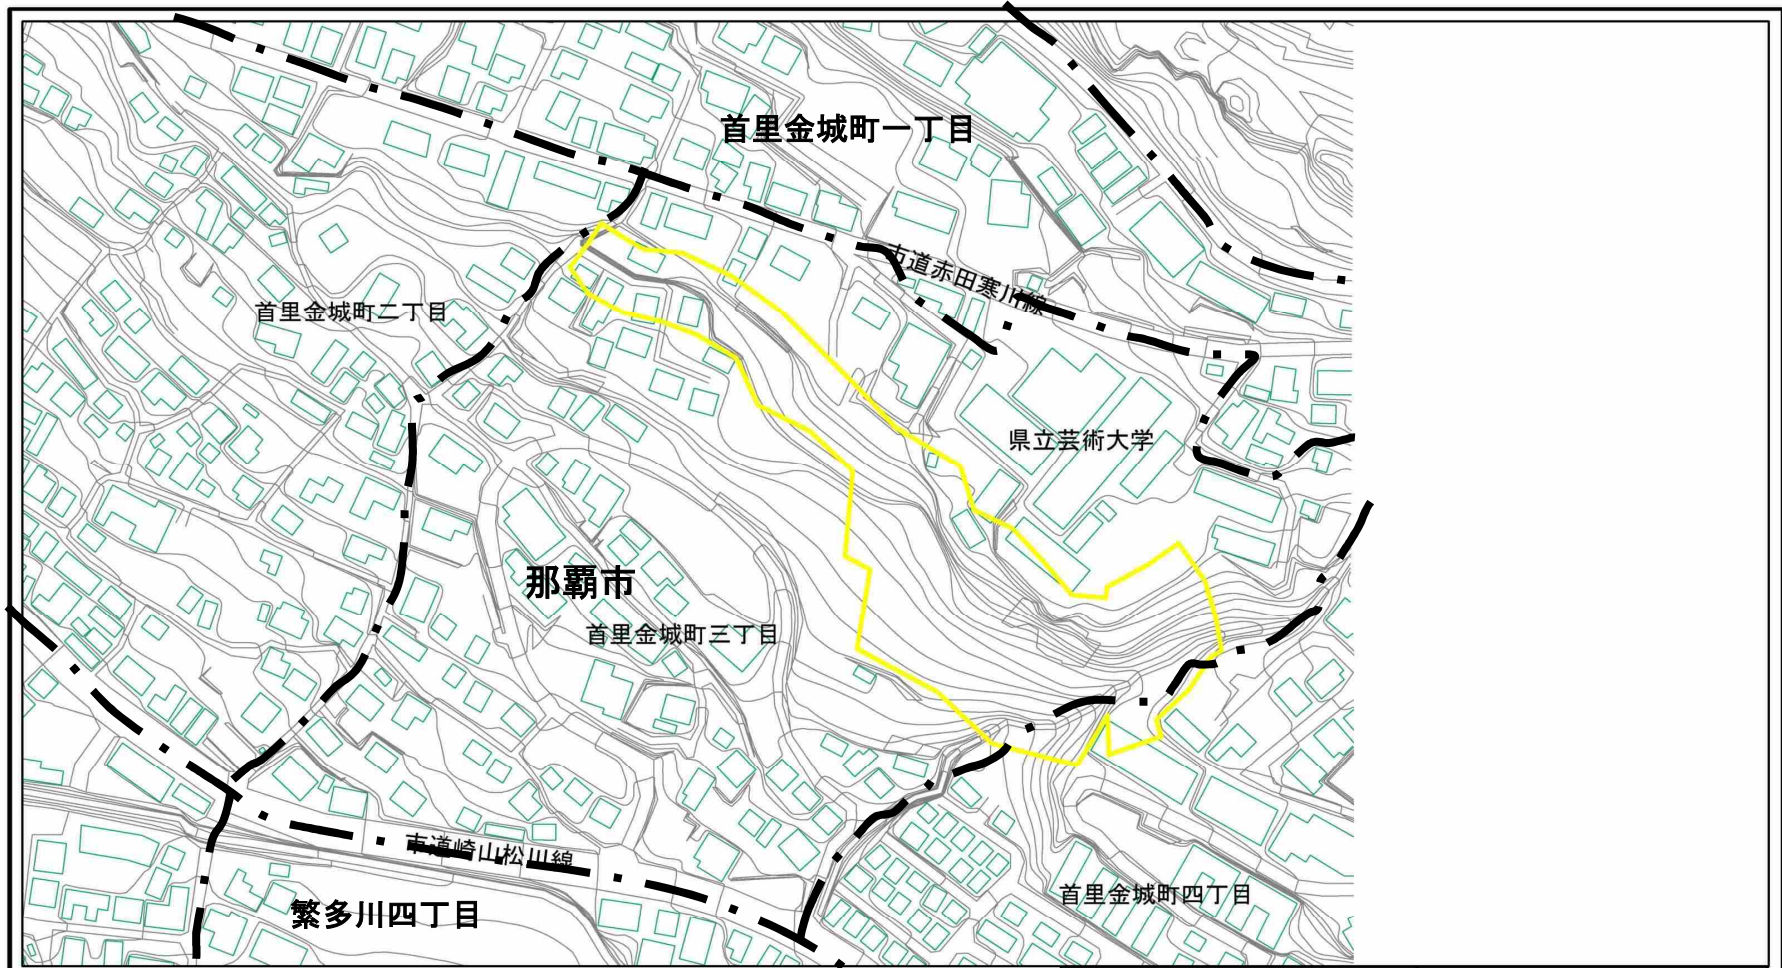 首里金城町一丁目
市道赤田寒川線
首里金城町二丁目
県立芸術大学
那覇市
首里金城町三丁目
市道崎山松川線
首里金城町四丁目
繁多川四丁目